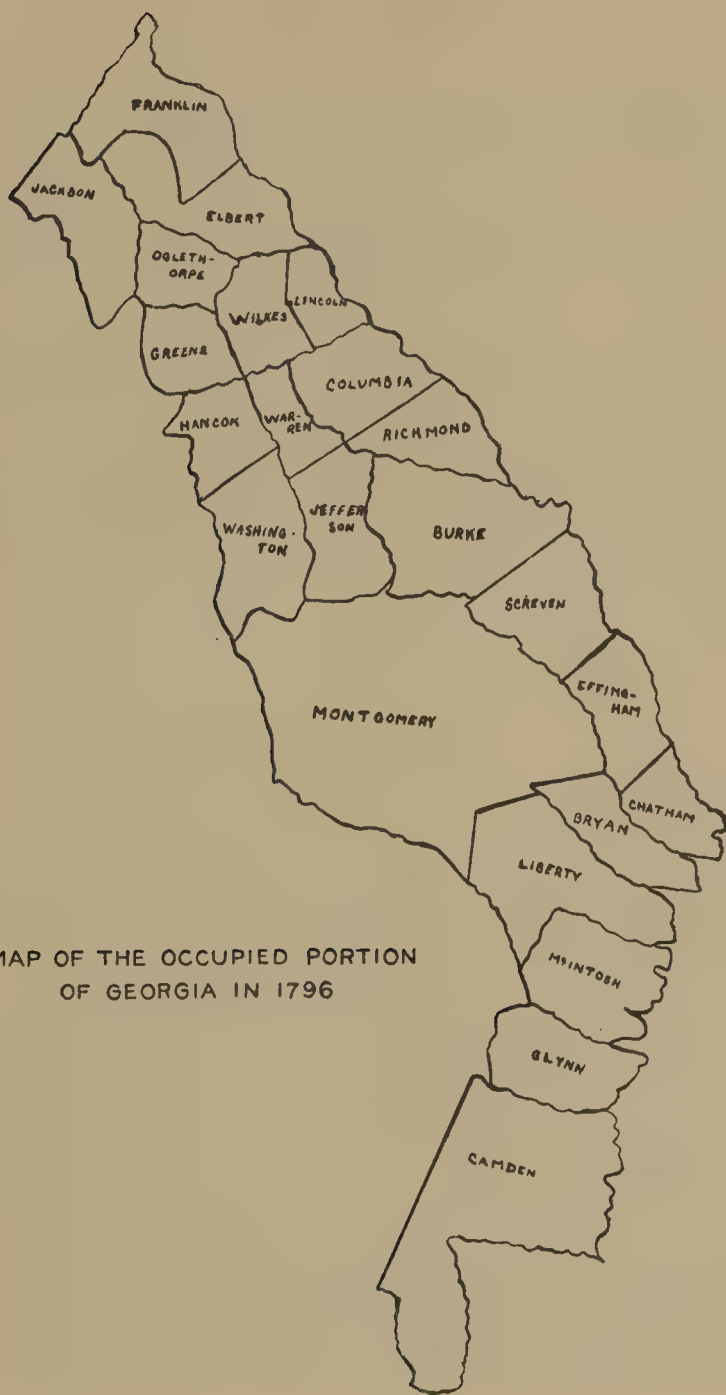 FRANKLIN
JACKSON
ELBERT
OGLETH-
ORPE
WILKES
LINCOLN
GREENE
COLUMBIA
HANCOK
WAR-
REN
RICHMOND
WASHING-
TON
JEFFER
SON
BURKE
SCREVEN
EFFING-
HAM
MONTGOMERY
CHATHAM
BRYAN
LIBERTY
MAP OF THE OCCUPIED PORTION
OF GEORGIA IN 1796
McINTOSH
GLYNN
CAMDEN